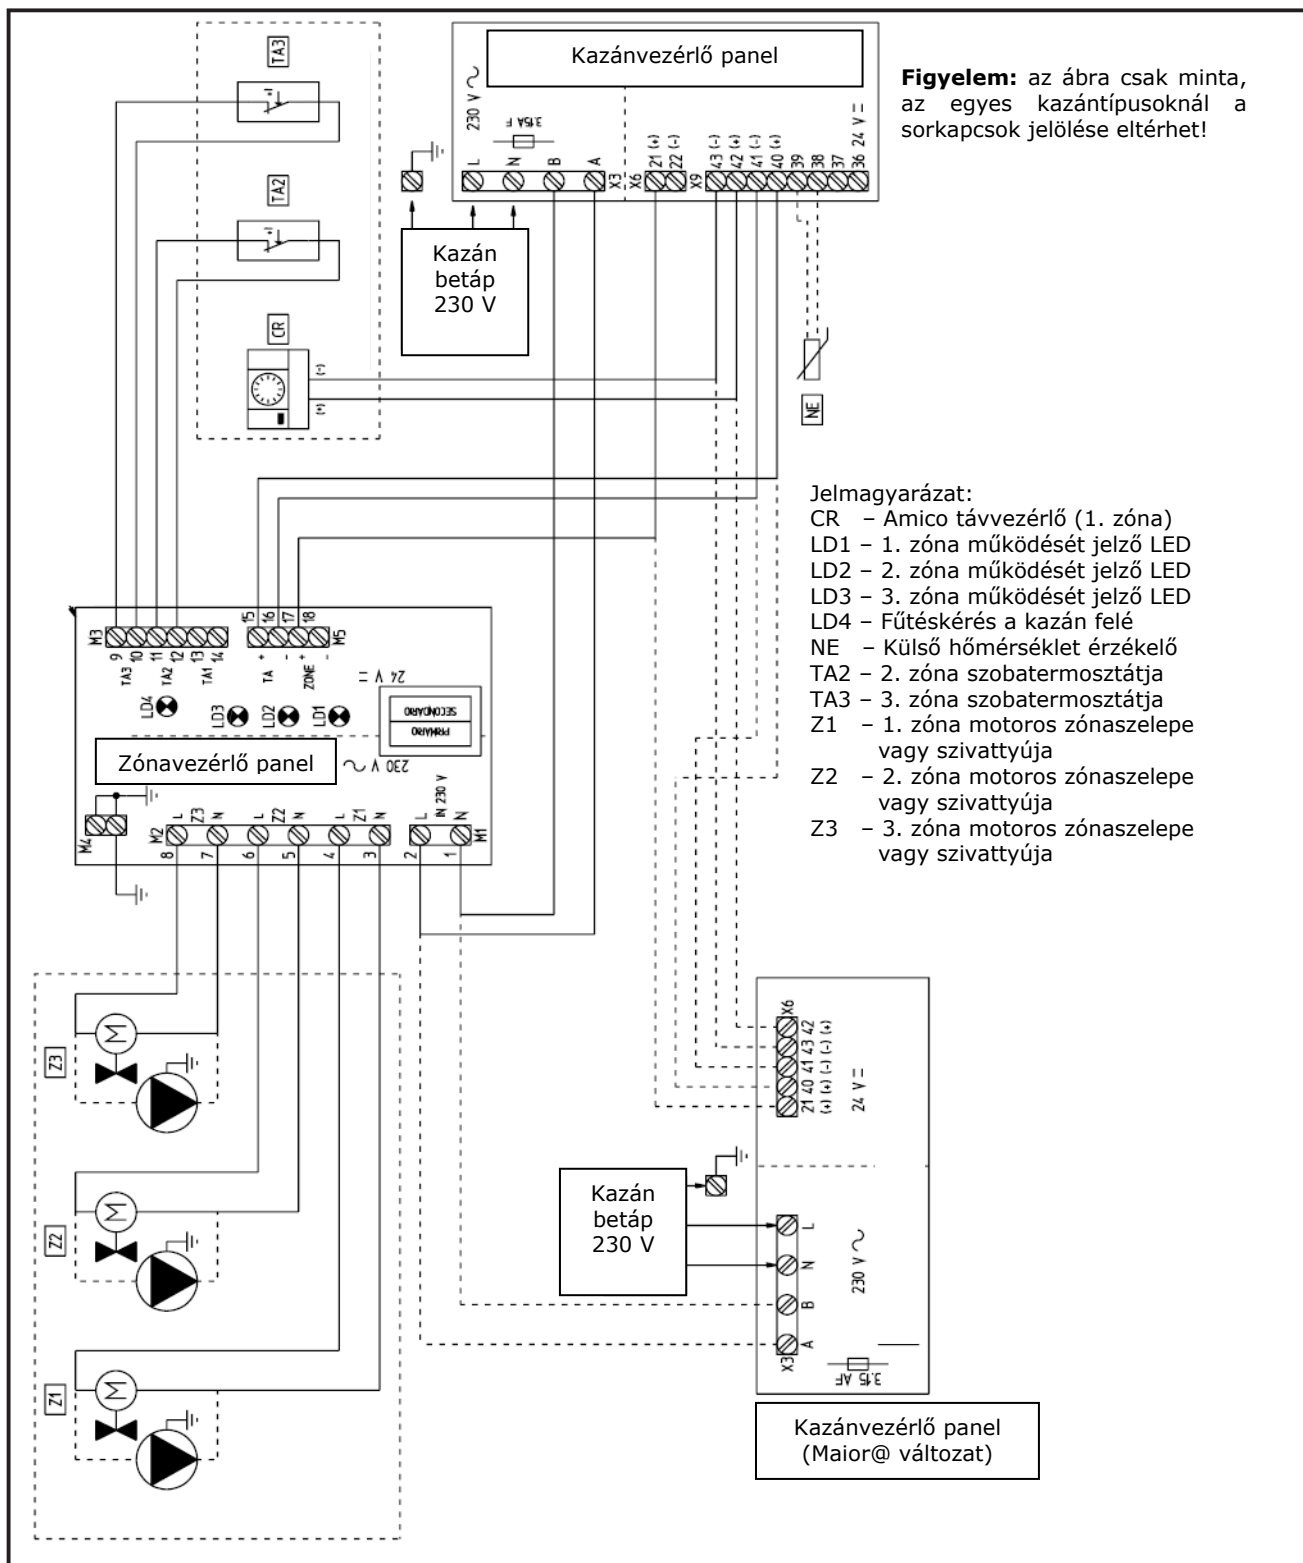 TA3
TA2
CR
(-)
(+)
Kazánvezérlő panel
230 V
3.15A F
L
N
B
A
X3
X6
21 (+)
22 (-)
X9
43 (-)
42 (+)
41 (-)
40 (+)
39
38
37
36
24 V
Figyelem: az ábra csak minta,
az egyes kazántípusoknál a
sorkapcsok jelölése eltérhet!
Kazán
betáp
230 V
NE
Jelmagyarázat:
CR – Amico távvezérlő (1. zóna)
LD1 – 1. zóna működését jelző LED
LD2 – 2. zóna működését jelző LED
LD3 – 3. zóna működését jelző LED
LD4 – Fűtéskérés a kazán felé
NE – Külső hőmérséklet érzékelő
TA2 – 2. zóna szobatermosztátja
TA3 – 3. zóna szobatermosztátja
Z1 – 1. zóna motoros zónaszelepe
vagy szivattyúja
Z2 – 2. zóna motoros zónaszelepe
vagy szivattyúja
Z3 – 3. zóna motoros zónaszelepe
vagy szivattyúja
M3
9
10
11
12
13
14
TA3
TA2
TA1
15
16
17
18
M5
+
TA
-
+
ZONE
-
24 V
LD4
LD3
LD2
LD1
SECONDARIO
PRIMARIO
Zónavezérlő panel
230 V
M4
M2
L
Z3
N
L
Z2
N
L
Z1
N
L
IN 230 V
N
M1
8
7
6
5
4
3
2
1
Z3
M
Z2
M
Z1
M
X6
42 (+)
43 (-)
41 (-)
40 (+)
21 (+)
24 V
Kazán
betáp
230 V
L
N
B
A
X3
230 V
3.15 AF
Kazánvezérlő panel
(Maior@ változat)